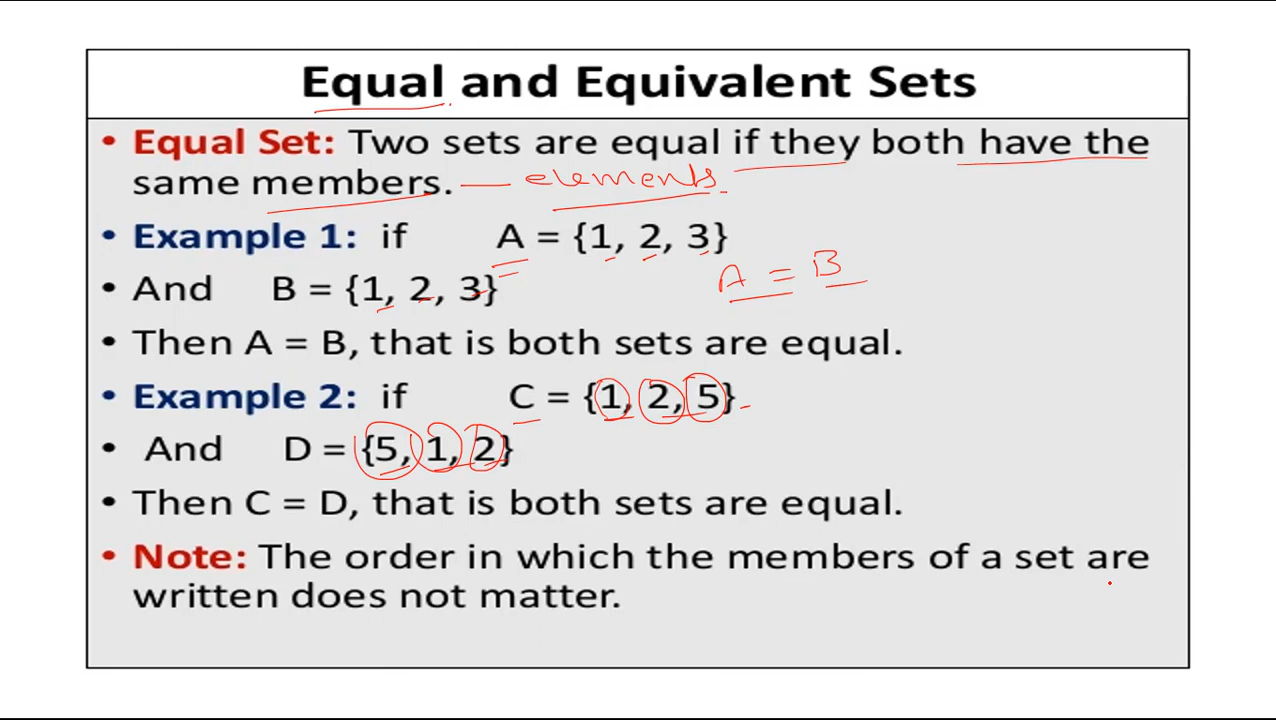 Equal and Equivalent Sets
• Equal Set: Two sets are equal if they both have the
same members. — elements
• Example 1: if A = {1, 2, 3}
A = B
• And B = {1, 2, 3}
• Then A = B, that is both sets are equal.
• Example 2: if C = {1, 2, 5}
• And D = {5, 1, 2}
• Then C = D, that is both sets are equal.
• Note: The order in which the members of a set are
written does not matter.